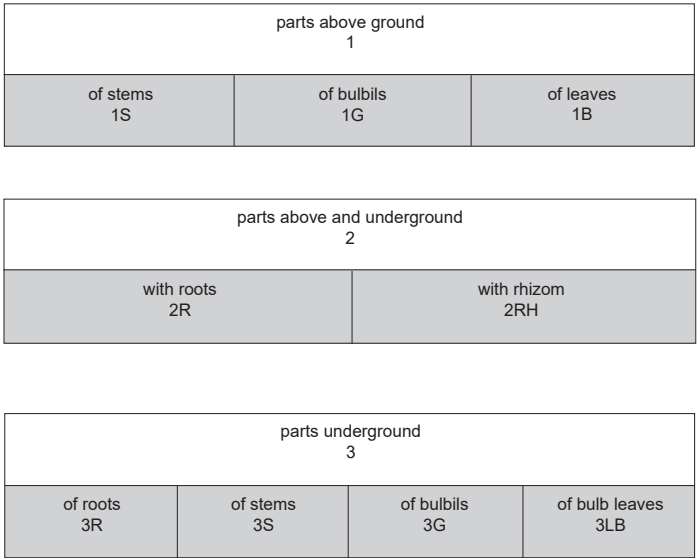 parts above ground
1
of stems
1S
of bulbils
1G
of leaves
1B
parts above and underground
2
with roots
2R
with rhizom
2RH
parts underground
3
of roots
3R
of stems
3S
of bulbils
3G
of bulb leaves
3LB